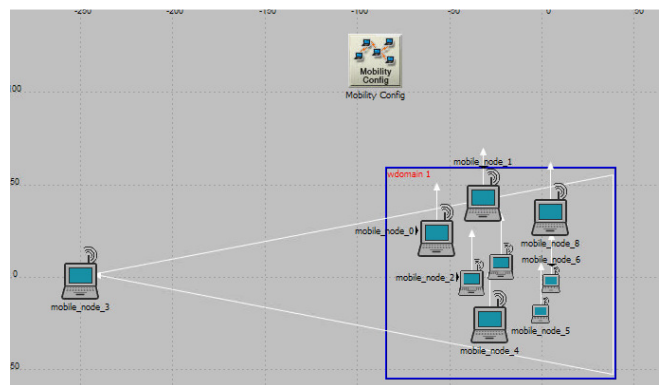 -250 -200 -150 -100 -50 0 50
Mobility
Config
Mobility Config
00
mobile_node_1
wdomain 1
50
mobile_node_0
mobile_node_8
mobile_node_6
0
mobile_node_2
mobile_node_3
mobile_node_5
mobile_node_4
50